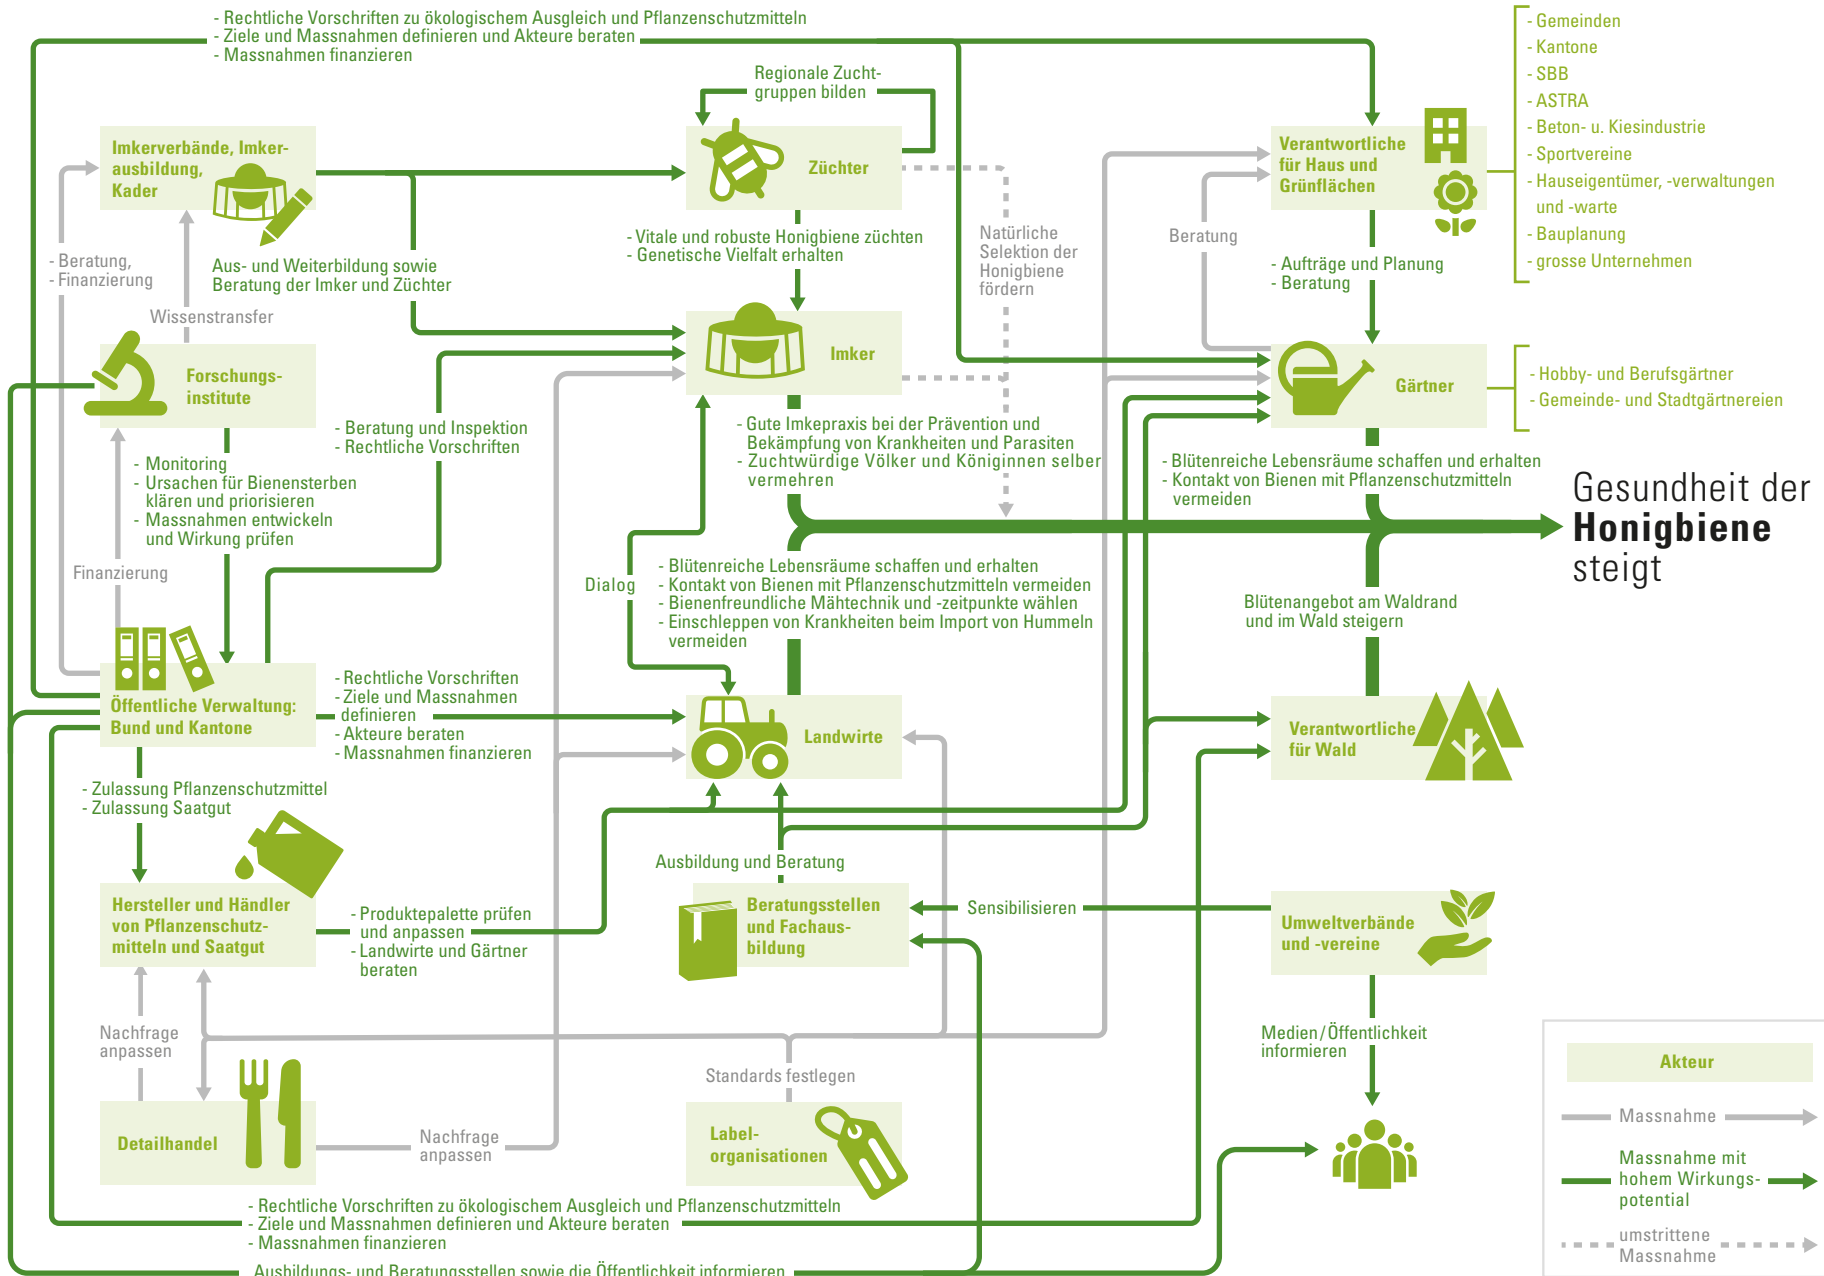 - Rechtliche Vorschriften zu ökologischem Ausgleich und Pflanzenschutzmitteln
- Ziele und Massnahmen definieren und Akteure beraten
- Massnahmen finanzieren
Regionale Zucht-
gruppen bilden
- Gemeinden
- Kantone
- SBB
- ASTRA
- Beton- u. Kiesindustrie
- Sportvereine
- Hauseigentümer, -verwaltungen
und -warte
- Bauplanung
- grosse Unternehmen
Imkerverbände, Imker-
ausbildung,
Kader
Züchter
Verantwortliche
für Haus und
Grünflächen
- Beratung,
- Finanzierung
Aus- und Weiterbildung sowie
Beratung der Imker und Züchter
- Vitale und robuste Honigbiene züchten
- Genetische Vielfalt erhalten
Natürliche
Selektion der
Honigbiene
fördern
Beratung
- Aufträge und Planung
- Beratung
Wissenstransfer
Imker
Forschungs-
institute
Gärtner
- Hobby- und Berufsgärtner
- Gemeinde- und Stadtgärtnereien
- Beratung und Inspektion
- Rechtliche Vorschriften
- Gute Imkepraxis bei der Prävention und
Bekämpfung von Krankheiten und Parasiten
- Zuchtwürdige Völker und Königinnen selber
vermehren
- Monitoring
- Ursachen für Bienensterben
klären und priorisieren
- Massnahmen entwickeln
und Wirkung prüfen
- Blütenreiche Lebensräume schaffen und erhalten
- Kontakt von Bienen mit Pflanzenschutzmitteln
vermeiden
Gesundheit der
Honigbiene
steigt
Finanzierung
Dialog
- Blütenreiche Lebensräume schaffen und erhalten
- Kontakt von Bienen mit Pflanzenschutzmitteln vermeiden
- Bienenfreundliche Mähtechnik und -zeitpunkte wählen
- Einschleppen von Krankheiten beim Import von Hummeln
vermeiden
Blütenangebot am Waldrand
und im Wald steigern
Öffentliche Verwaltung:
Bund und Kantone
- Rechtliche Vorschriften
- Ziele und Massnahmen
definieren
- Akteure beraten
- Massnahmen finanzieren
Landwirte
Verantwortliche
für Wald
- Zulassung Pflanzenschutzmittel
- Zulassung Saatgut
Ausbildung und Beratung
Hersteller und Händler
von Pflanzenschutz-
mitteln und Saatgut
- Produktepalette prüfen
und anpassen
- Landwirte und Gärtner
beraten
Beratungsstellen
und Fachaus-
bildung
Sensibilisieren
Umweltverbände
und -vereine
Nachfrage
anpassen
Medien/Öffentlichkeit
informieren
Standards festlegen
Detailhandel
Nachfrage
anpassen
Label-
organisationen
Akteur
Massnahme
Massnahme mit
hohem Wirkungs-
potential
umstrittene
Massnahme
- Rechtliche Vorschriften zu ökologischem Ausgleich und Pflanzenschutzmitteln
- Ziele und Massnahmen definieren und Akteure beraten
- Massnahmen finanzieren
Ausbildungs- und Beratungsstellen sowie die Öffentlichkeit informieren